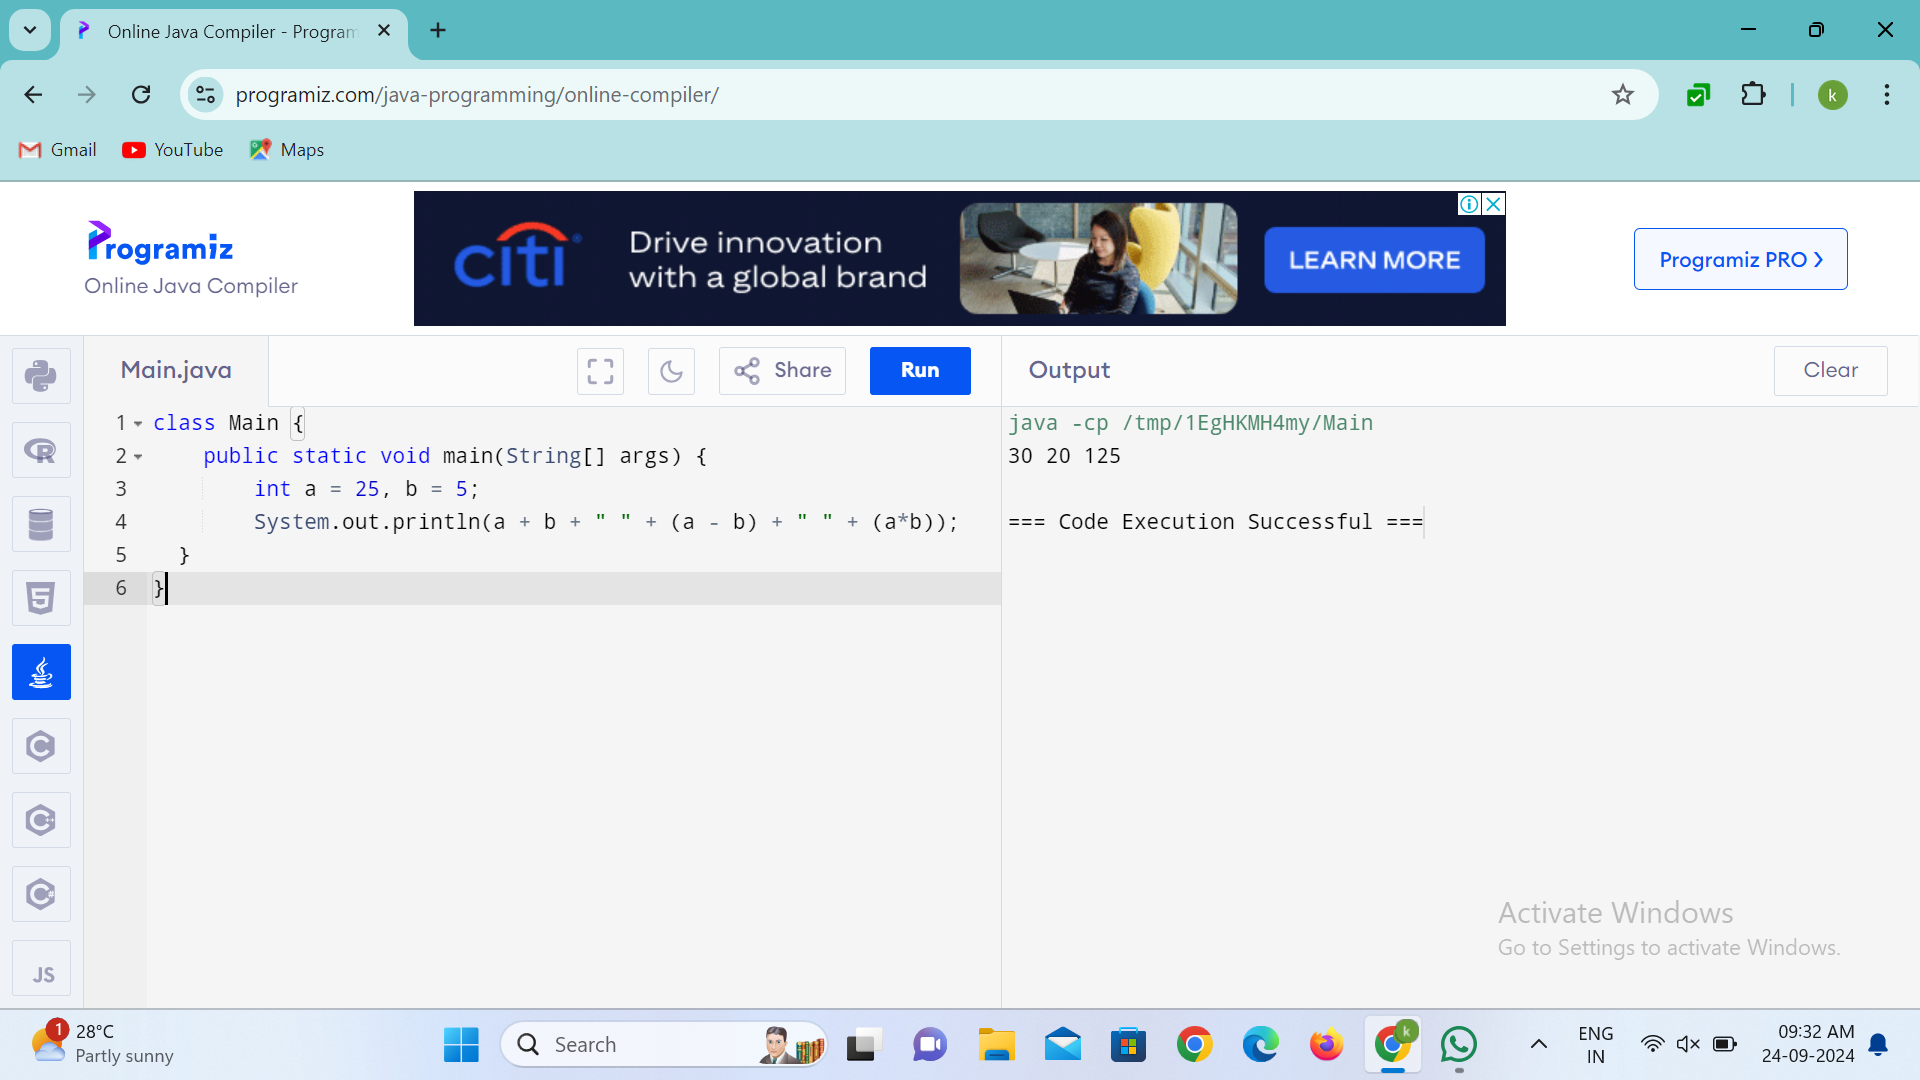 Online Java Compiler - Program
programiz.com/java-programming/online-compiler/
k
Gmail
YouTube
Maps
Programiz
Online Java Compiler
citi
Drive innovation
with a global brand
LEARN MORE
Programiz PRO ›
Main.java
Share
Run
Output
Clear
1 class Main {
2     public static void main(String[] args) {
3         int a = 25, b = 5;
4         System.out.println(a + b + " " + (a - b) + " " + (a*b));
5   }
6 }
java -cp /tmp/1EgHKMH4my/Main
30 20 125
=== Code Execution Successful ===
R
5
C
C++
C#
JS
Activate Windows
Go to Settings to activate Windows.
1
28°C
Partly sunny
Search
k
ENG
IN
09:32 AM
24-09-2024